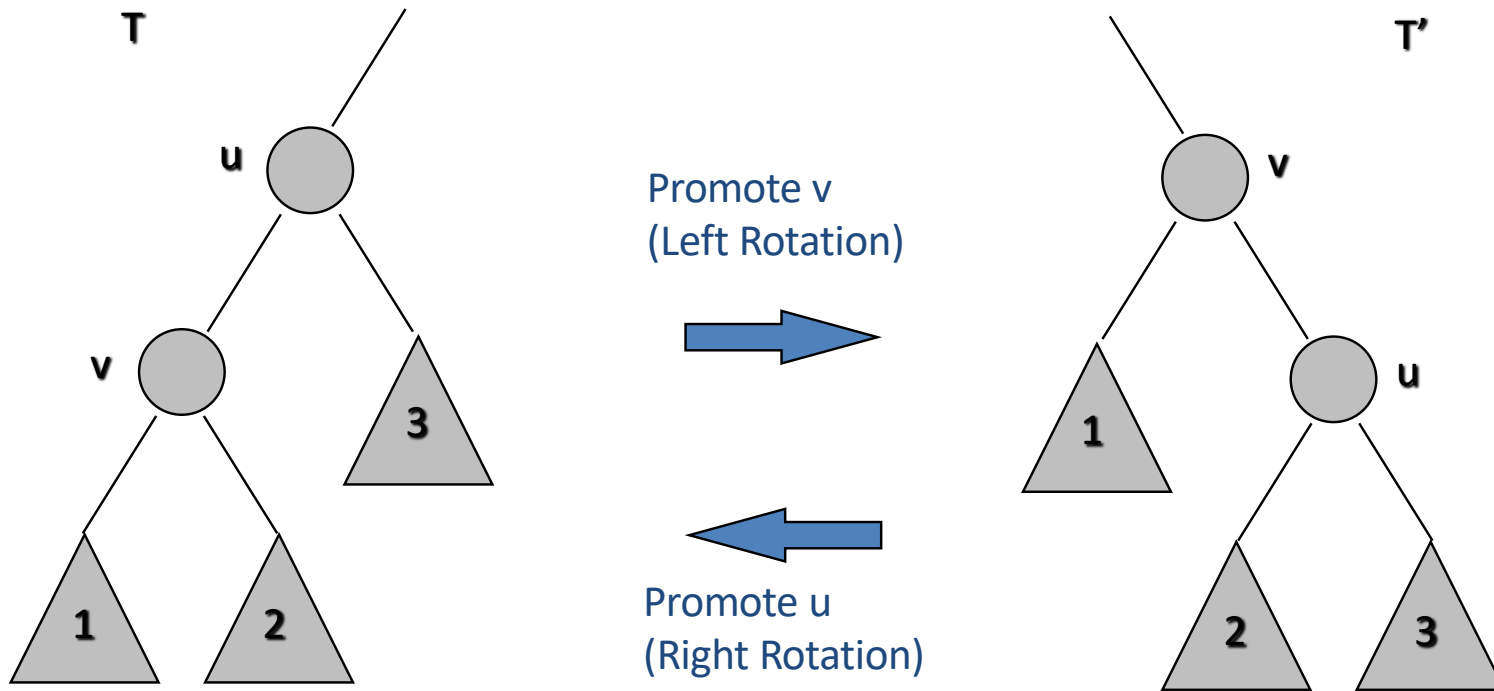 T
T’
u
v
Promote v
(Left Rotation)
v
u
3
1
1
2
Promote u
(Right Rotation)
2
3